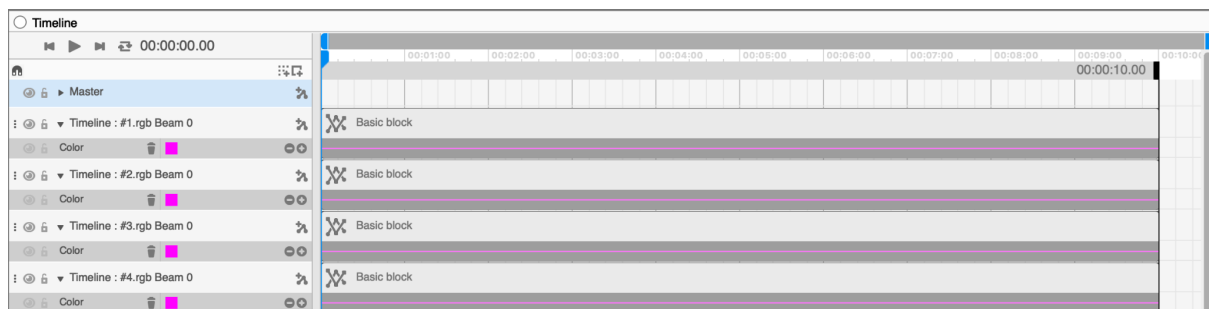 Timeline
00:00:00.00
00:01:00 00:02:00 00:03:00 00:04:00 00:05:00 00:06:00 00:07:00 00:08:00 00:09:00 00:10:00
00:00:10.00
Master
Timeline : #1.rgb Beam 0 Basic block
Color
Timeline : #2.rgb Beam 0 Basic block
Color
Timeline : #3.rgb Beam 0 Basic block
Color
Timeline : #4.rgb Beam 0 Basic block
Color